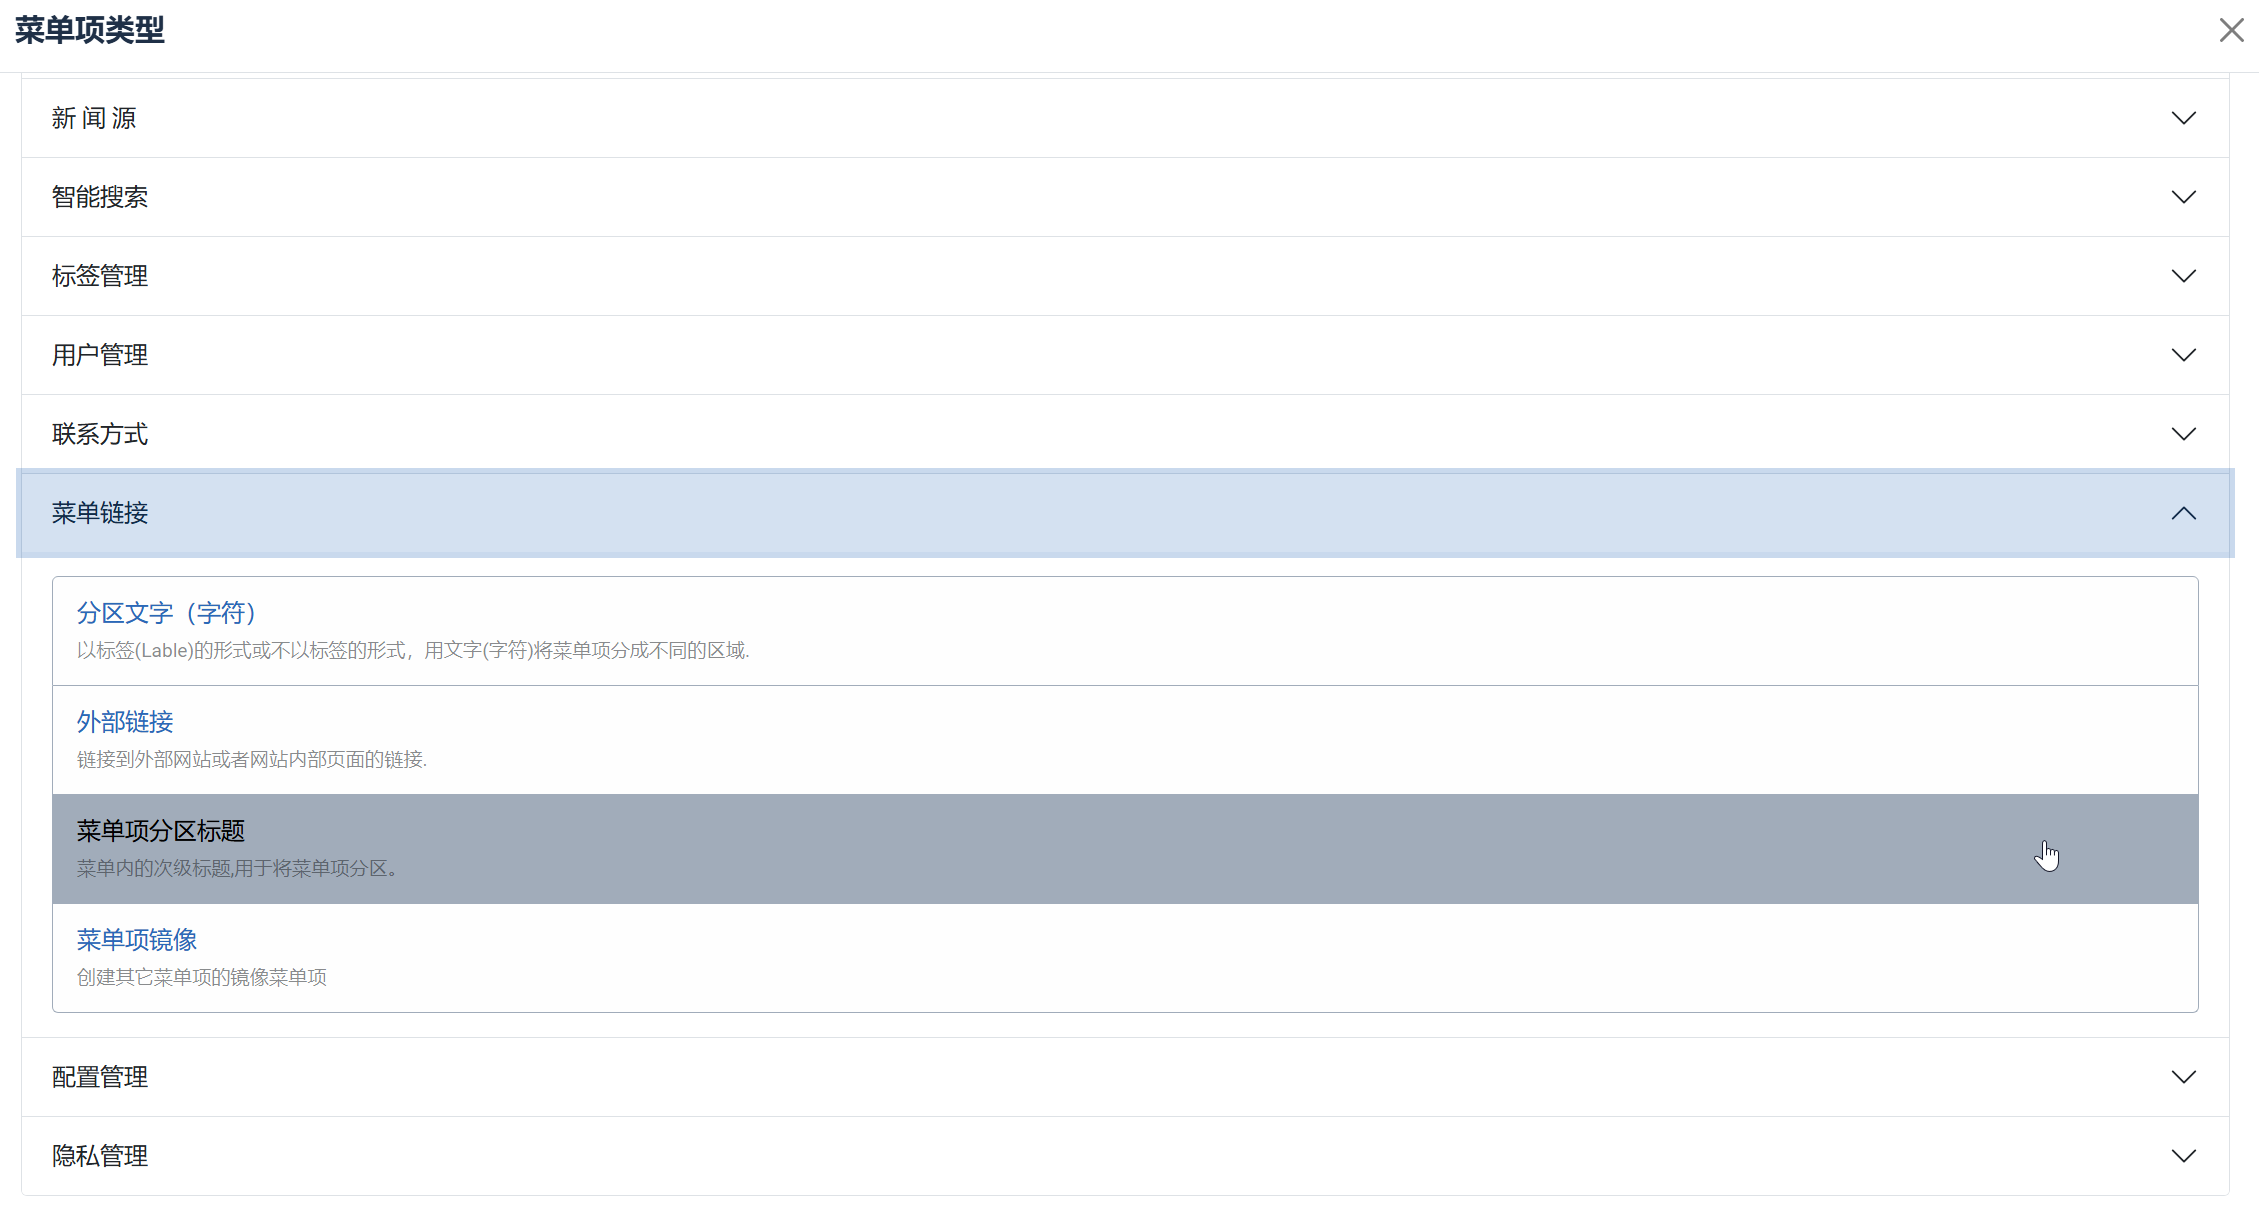 菜单项类型
新 闻 源
智能搜索
标签管理
用户管理
联系方式
菜单链接
分区文字（字符）
以标签(Lable)的形式或不以标签的形式，用文字(字符)将菜单项分成不同的区域.
外部链接
链接到外部网站或者网站内部页面的链接.
菜单项分区标题
菜单内的次级标题,用于将菜单项分区。
菜单项镜像
创建其它菜单项的镜像菜单项
配置管理
隐私管理